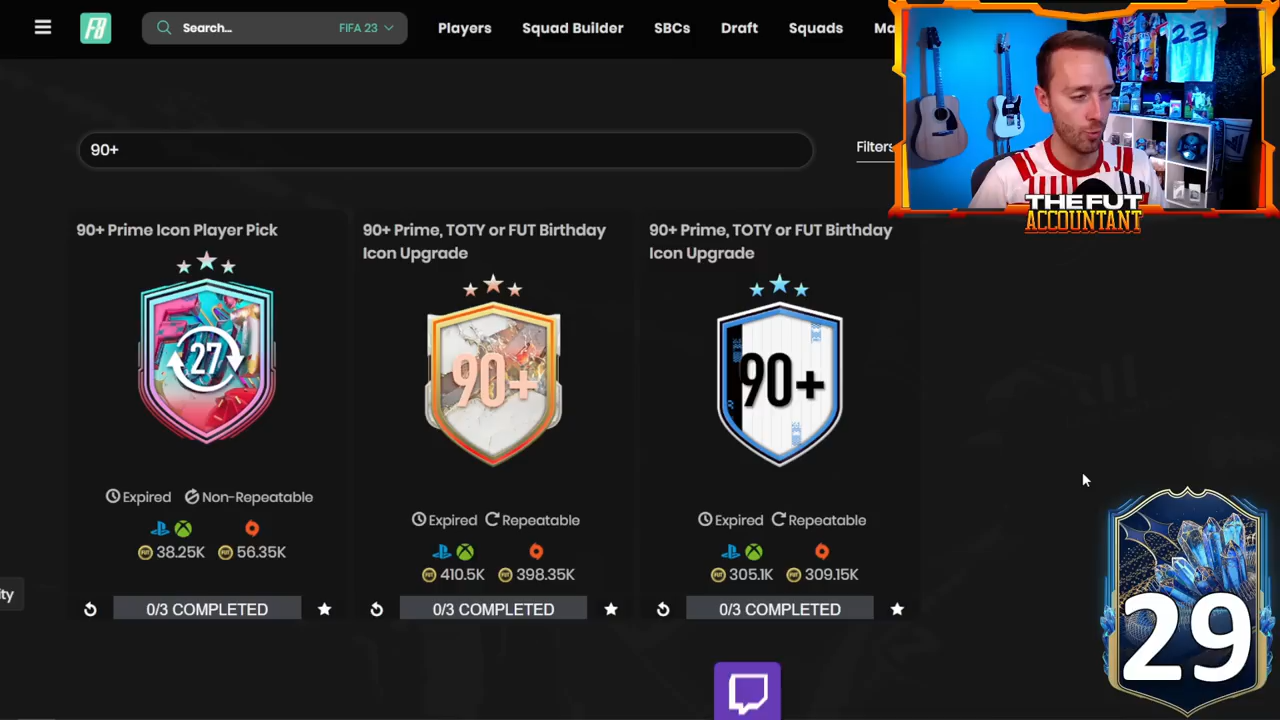 F8
Search...
FIFA 23
Players
Squad Builder
SBCs
Draft
Squads
Ma
23
THE FUT
ACCOUNTANT
90+
Filters
90+ Prime Icon Player Pick
27
Expired
Non-Repeatable
38.25K
56.35K
0/3 COMPLETED
90+ Prime, TOTY or FUT Birthday
Icon Upgrade
90+
Expired
Repeatable
410.5K
398.35K
0/3 COMPLETED
90+ Prime, TOTY or FUT Birthday
Icon Upgrade
90+
Expired
Repeatable
305.1K
309.15K
0/3 COMPLETED
ity
29